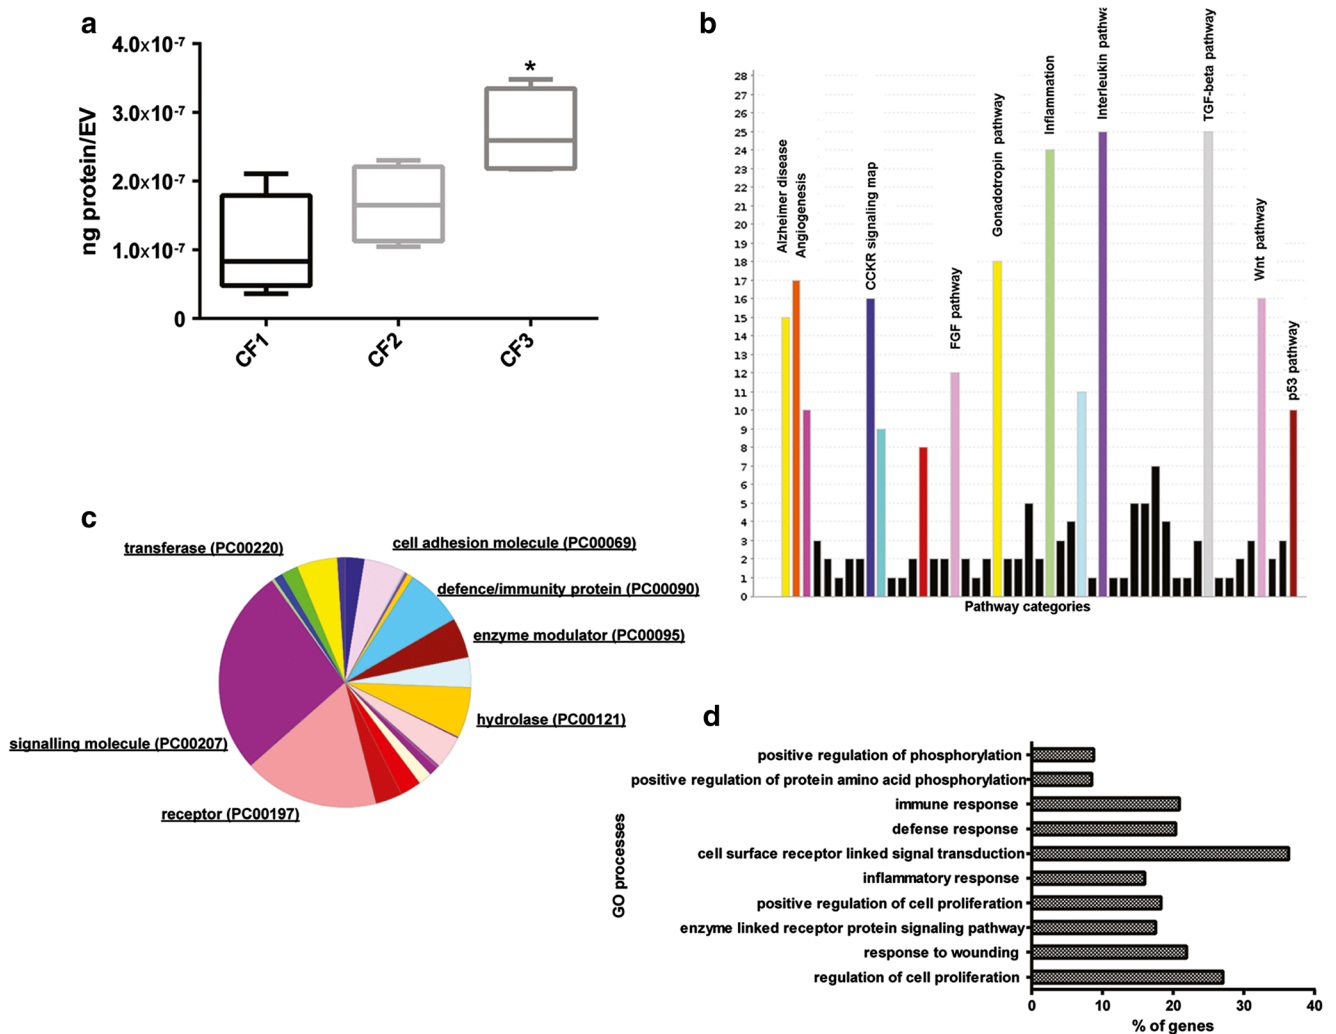 a
ng protein/EV
4.0x10-7
3.0x10-7
2.0x10-7
1.0x10-7
0
*
CF1
CF2
CF3
b
28
27
26
25
24
23
22
21
20
19
18
17
16
15
14
13
12
11
10
9
8
7
6
5
4
3
2
1
0
Alzheimer disease
Angiogenesis
CCKR signaling map
FGF pathway
Gonadotropin pathway
Inflammation
Interleukin pathwa
TGF-beta pathway
Wnt pathway
p53 pathway
Pathway categories
c
transferase (PC00220)
cell adhesion molecule (PC00069)
defence/immunity protein (PC00090)
enzyme modulator (PC00095)
hydrolase (PC00121)
signalling molecule (PC00207)
receptor (PC00197)
d
GO processes
positive regulation of phosphorylation
positive regulation of protein amino acid phosphorylation
immune response
defense response
cell surface receptor linked signal transduction
inflammatory response
positive regulation of cell proliferation
enzyme linked receptor protein signaling pathway
response to wounding
regulation of cell proliferation
0 10 20 30 40
% of genes